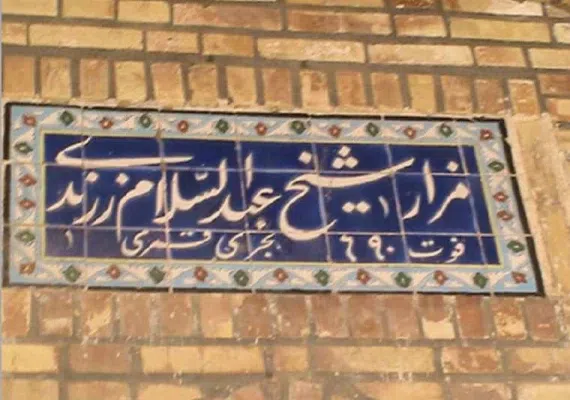 مزار شیخ عبدالسلام زرندی
فوت ۶۹۰ هجری قمری